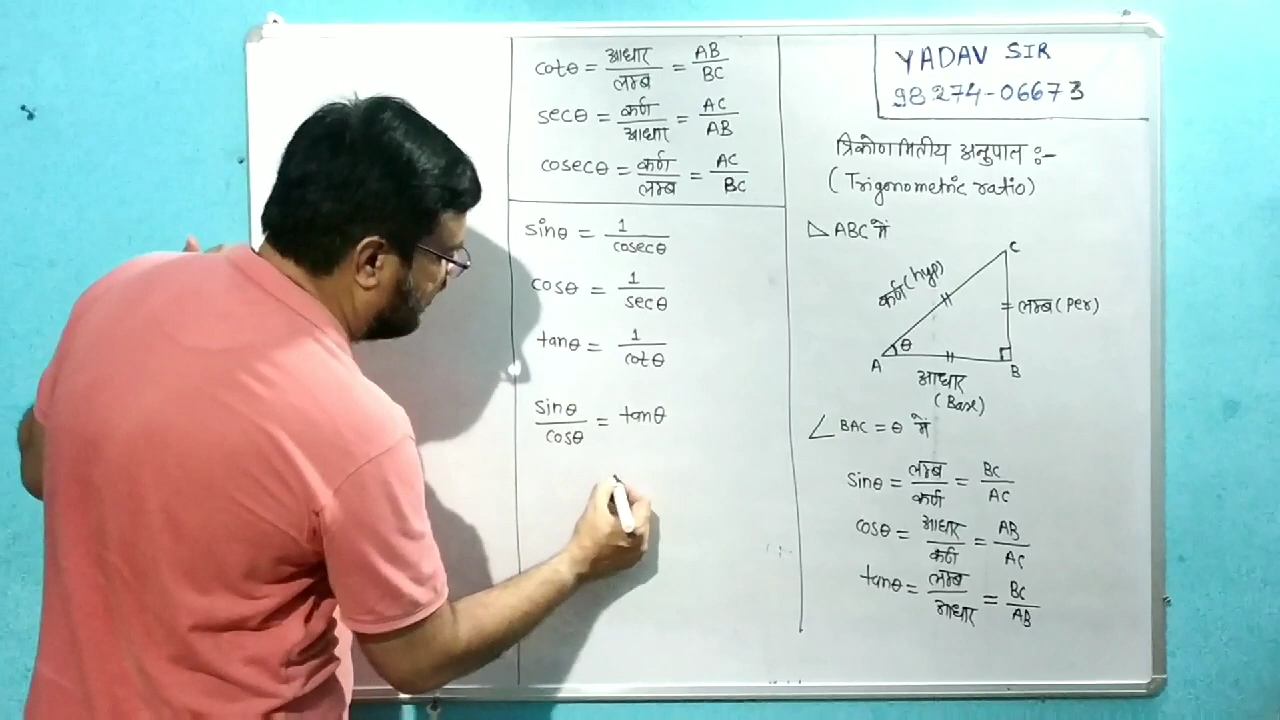 cotθ = आधार/लम्ब = AB/BC
secθ = कर्ण/आधार = AC/AB
cosecθ = कर्ण/लम्ब = AC/BC
sinθ = 1/cosecθ
cosθ = 1/secθ
tanθ = 1/cotθ
sinθ/cosθ = tanθ
YADAV SIR
98274-06673
त्रिकोणमितीय अनुपात :-
(Trigonometric ratio)
◺ABC में
C
कर्ण (hyp)
लम्ब (Per)
θ
A
B
आधार
(Base)
∠BAC = θ में
sinθ = लम्ब/कर्ण = BC/AC
cosθ = आधार/कर्ण = AB/AC
tanθ = लम्ब/आधार = BC/AB